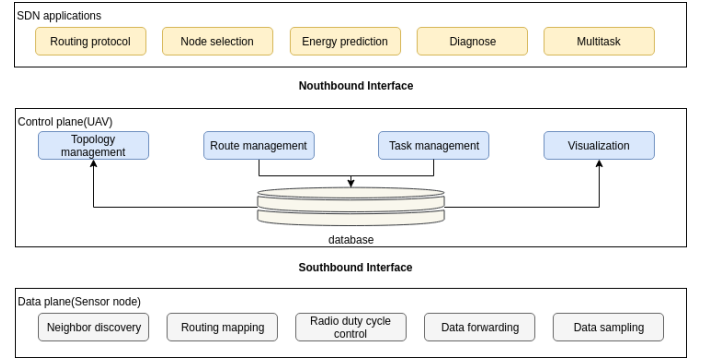 SDN applications
Routing protocol
Node selection
Energy prediction
Diagnose
Multitask
Nouthbound Interface
Control plane(UAV)
Topology
management
Route management
Task management
Visualization
database
Southbound Interface
Data plane(Sensor node)
Neighbor discovery
Routing mapping
Radio duty cycle
control
Data forwarding
Data sampling